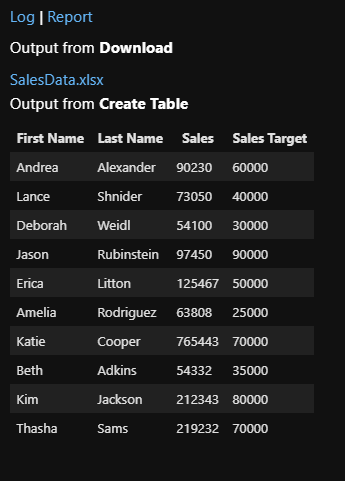 Log | Report
Output from Download
SalesData.xlsx
Output from Create Table
First Name Last Name Sales Sales Target
Andrea Alexander 90230 60000
Lance Shnider 73050 40000
Deborah Weidl 54100 30000
Jason Rubinstein 97450 90000
Erica Litton 125467 50000
Amelia Rodriguez 63808 25000
Katie Cooper 765443 70000
Beth Adkins 54332 35000
Kim Jackson 212343 80000
Thasha Sams 219232 70000